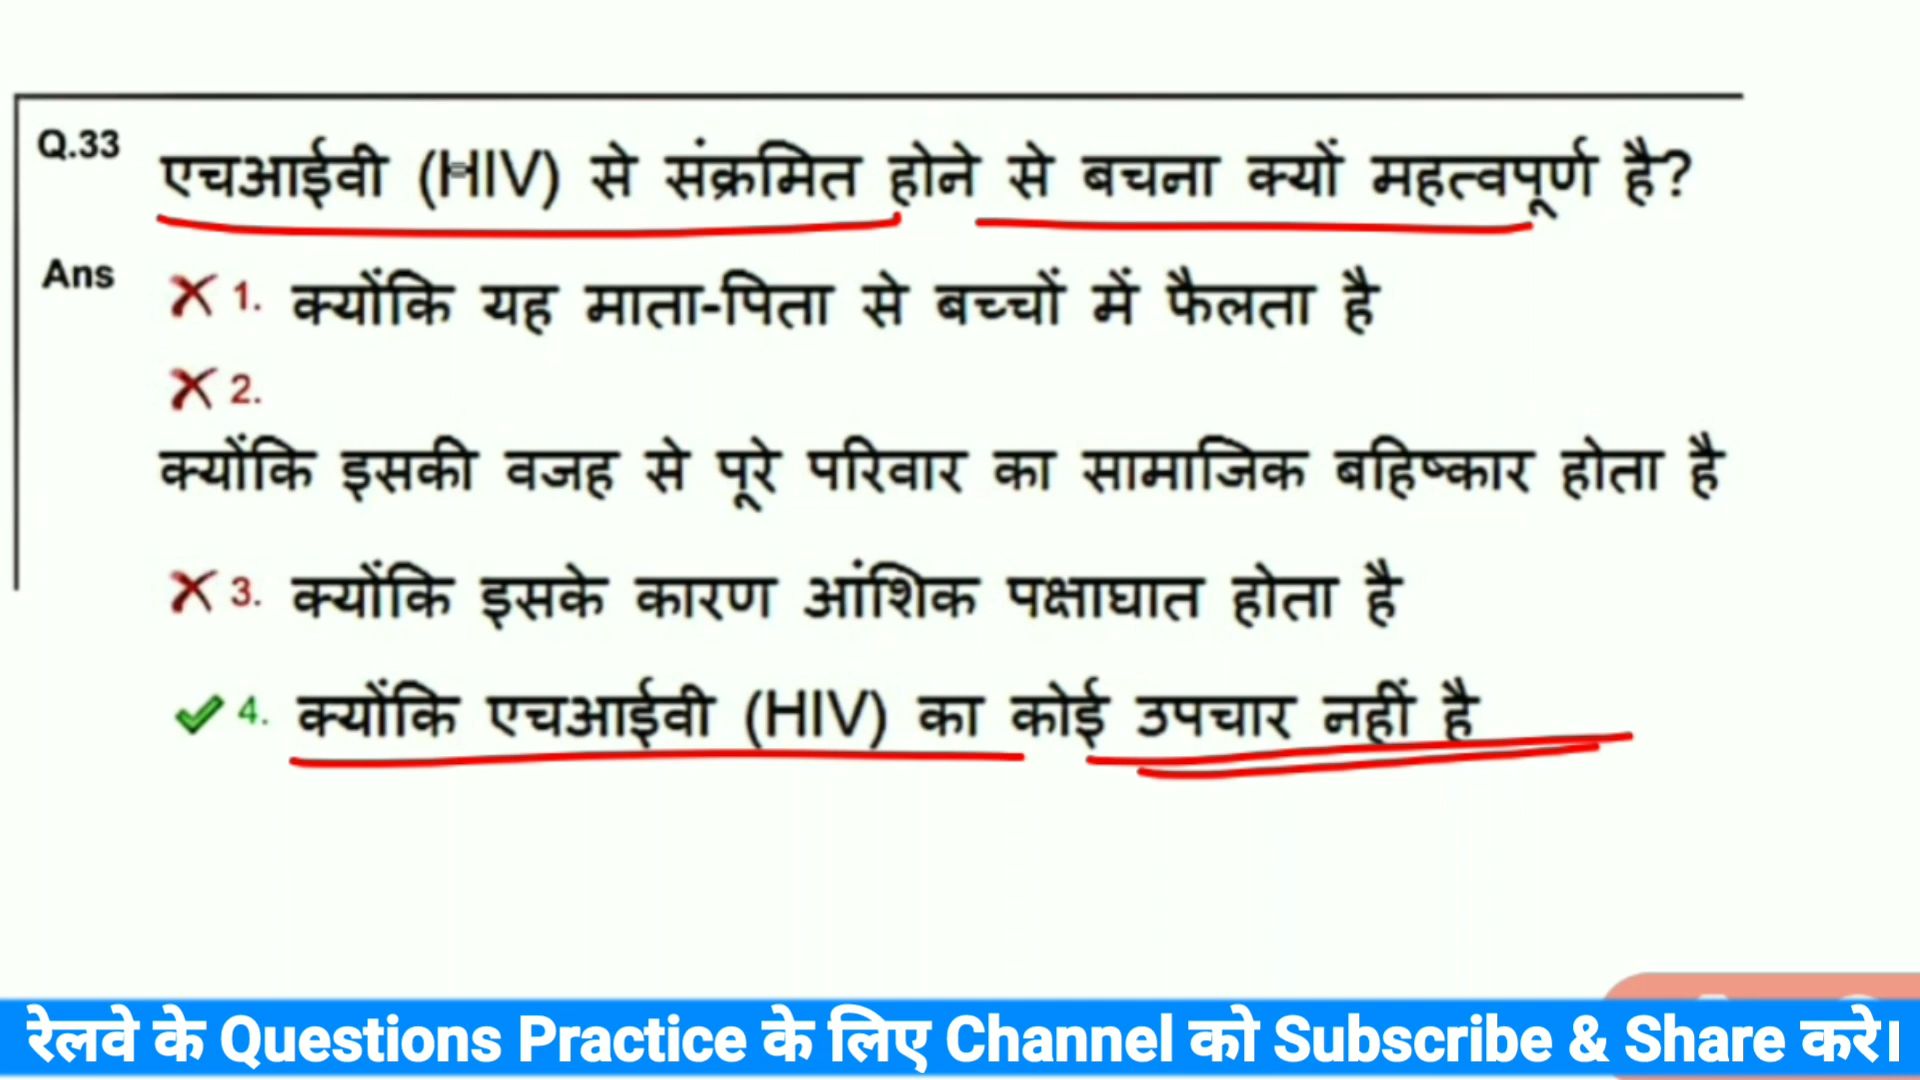 Q.33 एचआईवी (HIV) से संक्रमित होने से बचना क्यों महत्वपूर्ण है?
Ans 1. क्योंकि यह माता-पिता से बच्चों में फैलता है
2.
क्योंकि इसकी वजह से पूरे परिवार का सामाजिक बहिष्कार होता है
3. क्योंकि इसके कारण आंशिक पक्षाघात होता है
4. क्योंकि एचआईवी (HIV) का कोई उपचार नहीं है
रेलवे के Questions Practice के लिए Channel को Subscribe & Share करे।